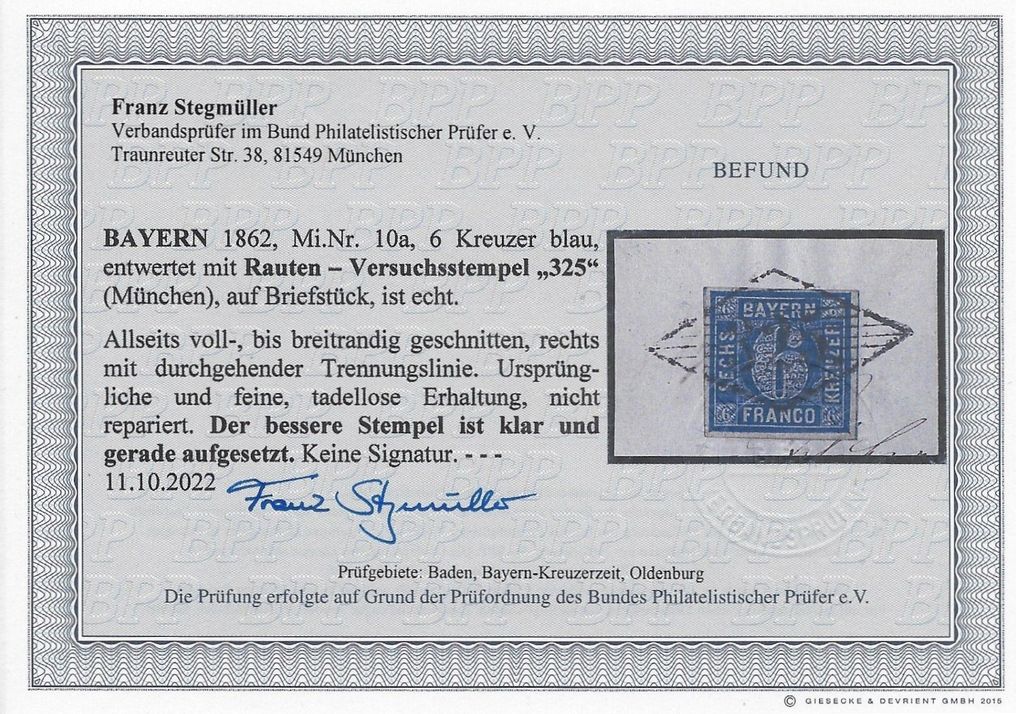 Franz Stegmüller
Verbandsprüfer im Bund Philatelistischer Prüfer e. V.
Traunreuter Str. 38, 81549 München
BEFUND
BAYERN 1862, Mi.Nr. 10a, 6 Kreuzer blau,
entwertet mit Rauten – Versuchsstempel „325“
(München), auf Briefstück, ist echt.
Allseits voll-, bis breitrandig geschnitten, rechts
mit durchgehender Trennungslinie. Ursprüng-
liche und feine, tadellose Erhaltung, nicht
repariert. Der bessere Stempel ist klar und
gerade aufgesetzt. Keine Signatur. - - -
11.10.2022 Franz Stegmüller
BAYERN
SECHS
6
KREUZER
FRANCO
Prüfgebiete: Baden, Bayern-Kreuzerzeit, Oldenburg
Die Prüfung erfolgte auf Grund der Prüfordnung des Bundes Philatelistischer Prüfer e.V.
© GIESECKE & DEVRIENT GMBH 2015